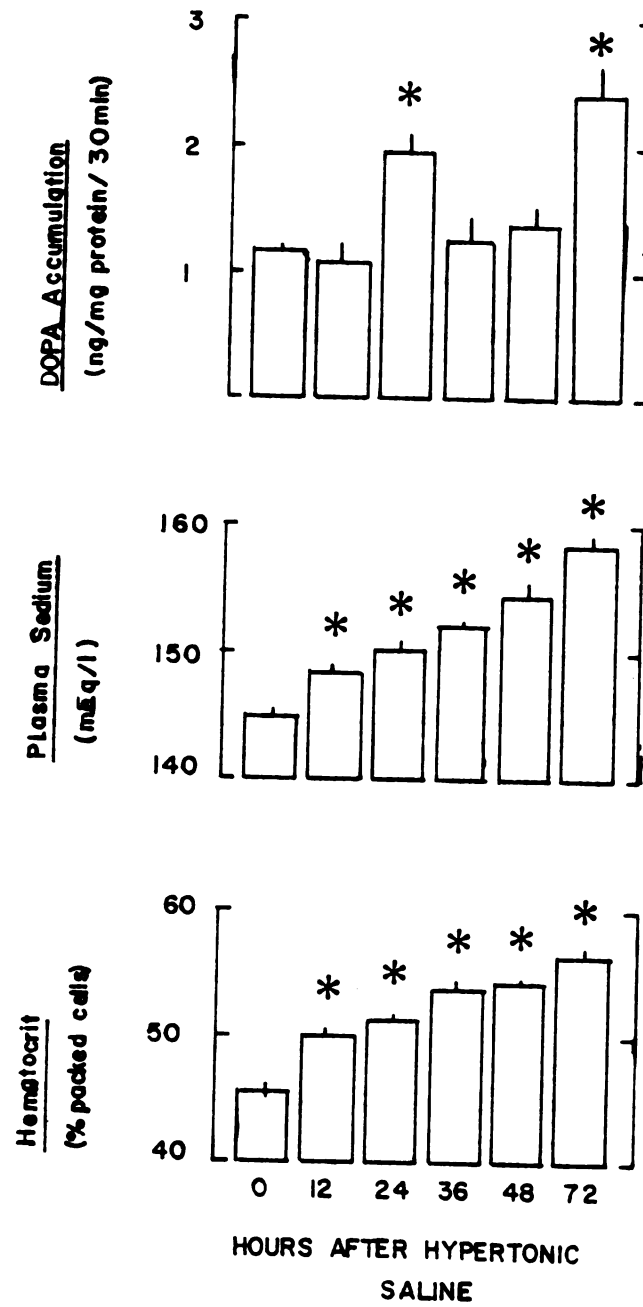 3
2
1
DOPA Accumulation
(ng/mg protein/ 30min)
*
*
160
150
140
Plasma Sodium
(mEq/l)
*
*
*
*
*
60
50
40
Hematocrit
(% packed cells)
*
*
*
*
*
0 12 24 36 48 72
HOURS AFTER HYPERTONIC
SALINE